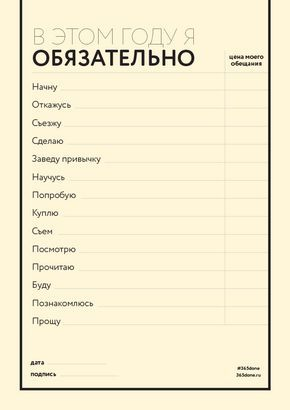 В ЭТОМ ГОДУ Я
ОБЯЗАТЕЛЬНО
цена моего
обещания
Начну
Откажусь
Съезжу
Сделаю
Заведу привычку
Научусь
Попробую
Куплю
Съем
Посмотрю
Прочитаю
Буду
Познакомлюсь
Прощу
дата
подпись
#365done
365done.ru